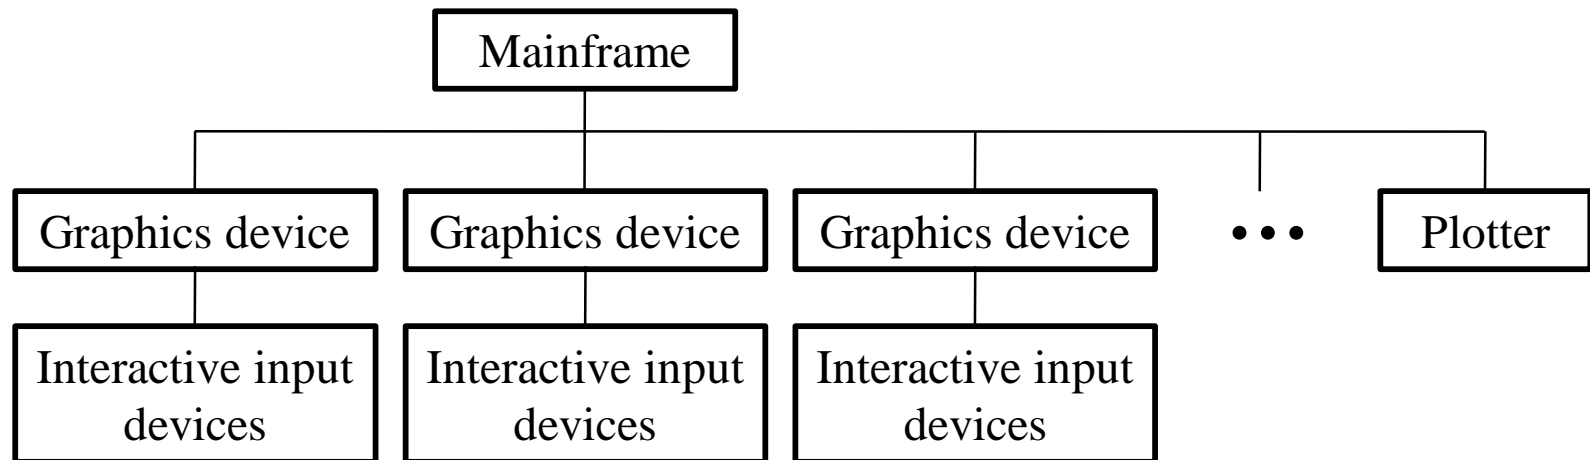 Mainframe
Graphics device
Graphics device
Graphics device
Plotter
Interactive input
devices
Interactive input
devices
Interactive input
devices